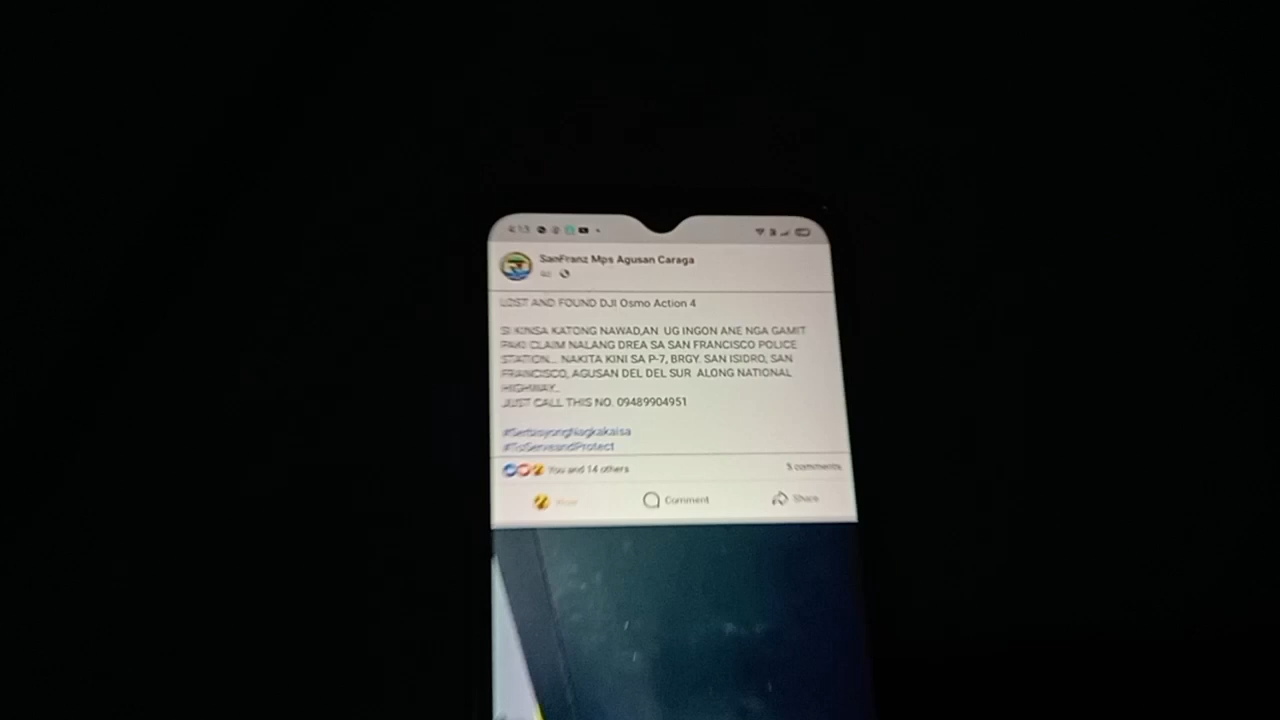 4:13
SanFranz Mps Agusan Caraga
LOST AND FOUND DJI Osmo Action 4
SI KINSA KATONG NAWAD,AN UG INGON ANE NGA GAMIT
PAKI CLAIM NALANG DREA SA SAN FRANCISCO POLICE
STATION... NAKITA KINI SA P-7, BRGY. SAN ISIDRO, SAN
FRANCISCO, AGUSAN DEL DEL SUR ALONG NATIONAL
HIGHWAY..
JUST CALL THIS NO. 09489904951
#SerbisyongNagkakaisa
#ToServeandProtect
You and 14 others
5 comments
Comment
Share